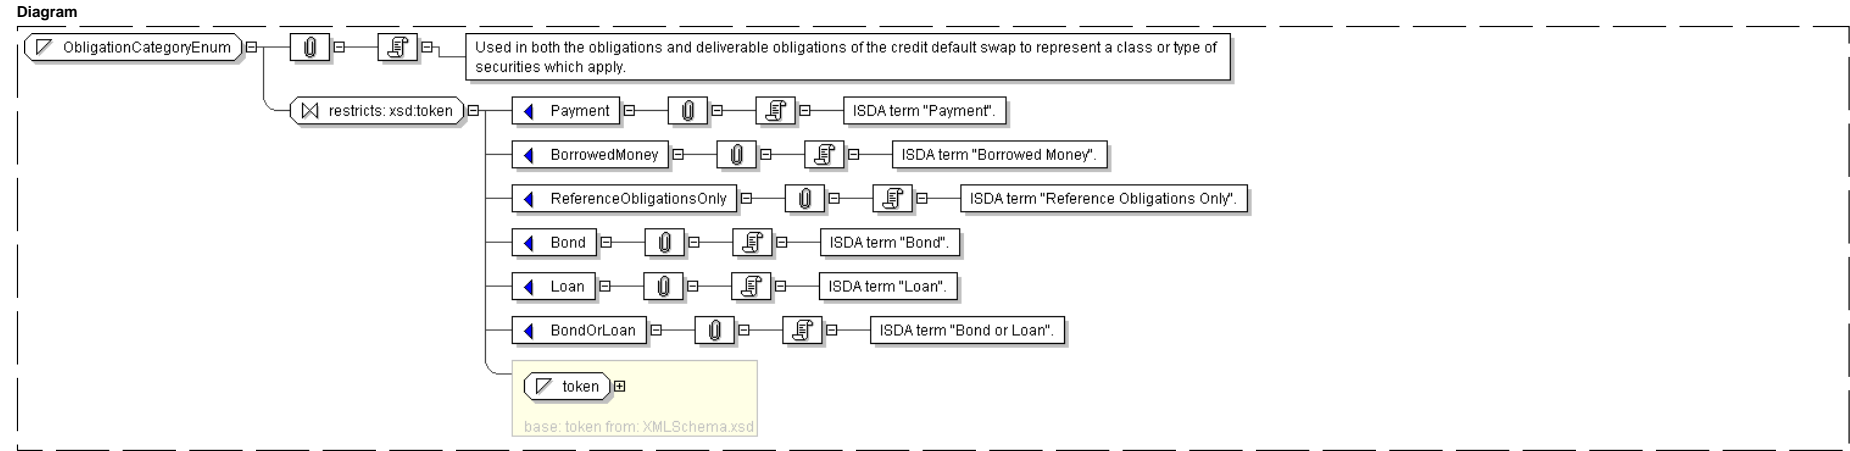 Diagram
ObligationCategoryEnum
Used in both the obligations and deliverable obligations of the credit default swap to represent a class or type of
securities which apply.
restricts: xsd:token
Payment
ISDA term "Payment".
BorrowedMoney
ISDA term "Borrowed Money".
ReferenceObligationsOnly
ISDA term "Reference Obligations Only".
Bond
ISDA term "Bond".
Loan
ISDA term "Loan".
BondOrLoan
ISDA term "Bond or Loan".
token
base: token from: XMLSchema.xsd